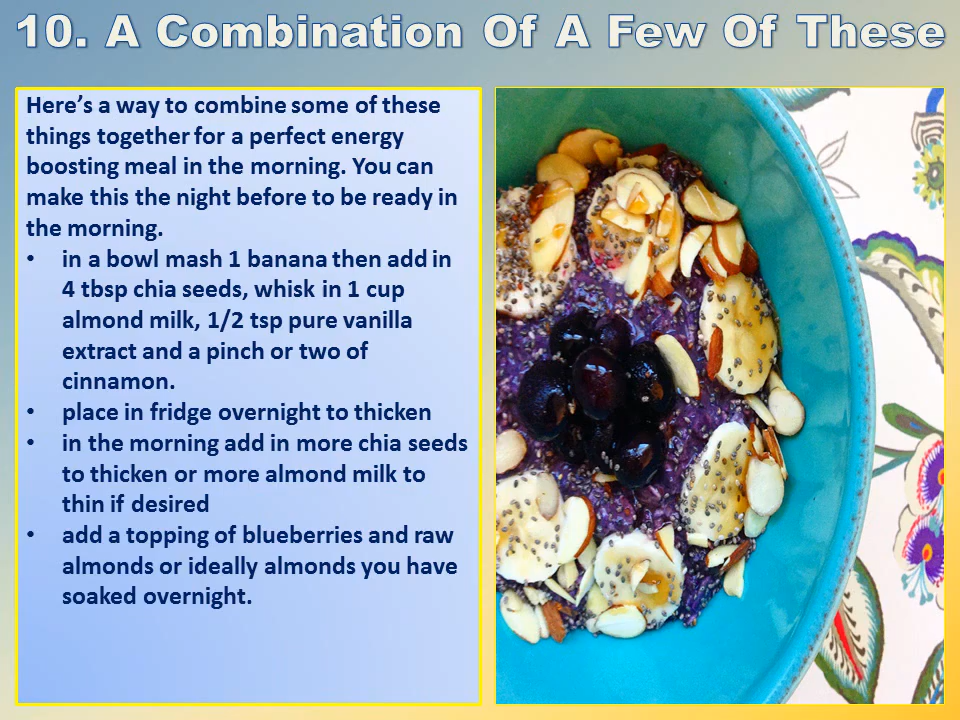 10. A Combination Of A Few Of These
Here’s a way to combine some of these
things together for a perfect energy
boosting meal in the morning. You can
make this the night before to be ready in
the morning.
• in a bowl mash 1 banana then add in
4 tbsp chia seeds, whisk in 1 cup
almond milk, 1/2 tsp pure vanilla
extract and a pinch or two of
cinnamon.
• place in fridge overnight to thicken
• in the morning add in more chia seeds
to thicken or more almond milk to
thin if desired
• add a topping of blueberries and raw
almonds or ideally almonds you have
soaked overnight.